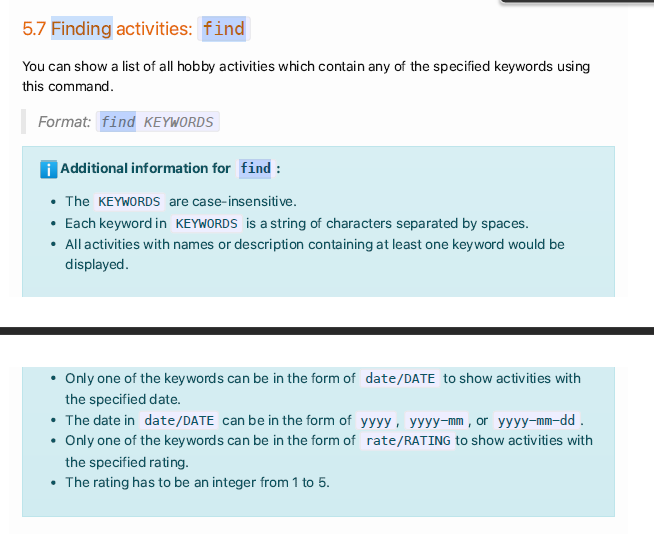 5.7 Finding activities: find
You can show a list of all hobby activities which contain any of the specified keywords using
this command.
Format: find KEYWORDS
i Additional information for find :
• The KEYWORDS are case-insensitive.
• Each keyword in KEYWORDS is a string of characters separated by spaces.
• All activities with names or description containing at least one keyword would be
displayed.
• Only one of the keywords can be in the form of date/DATE to show activities with
the specified date.
• The date in date/DATE can be in the form of yyyy , yyyy-mm , or yyyy-mm-dd .
• Only one of the keywords can be in the form of rate/RATING to show activities with
the specified rating.
• The rating has to be an integer from 1 to 5.